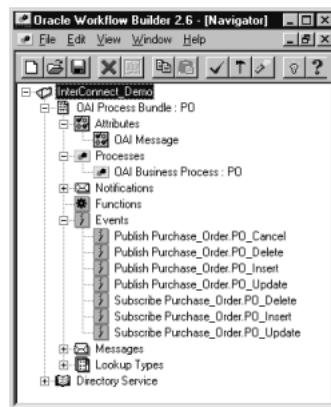 Oracle Workflow Builder 2.6 - [Navigator]
File Edit View Window Help
InterConnect_Demo
OAI Process Bundle : PO
Attributes
OAI Message
Processes
OAI Business Process : PO
Notifications
Functions
Events
Publish Purchase_Order.PO_Cancel
Publish Purchase_Order.PO_Delete
Publish Purchase_Order.PO_Insert
Publish Purchase_Order.PO_Update
Subscribe Purchase_Order.PO_Delete
Subscribe Purchase_Order.PO_Insert
Subscribe Purchase_Order.PO_Update
Messages
Lookup Types
Directory Service